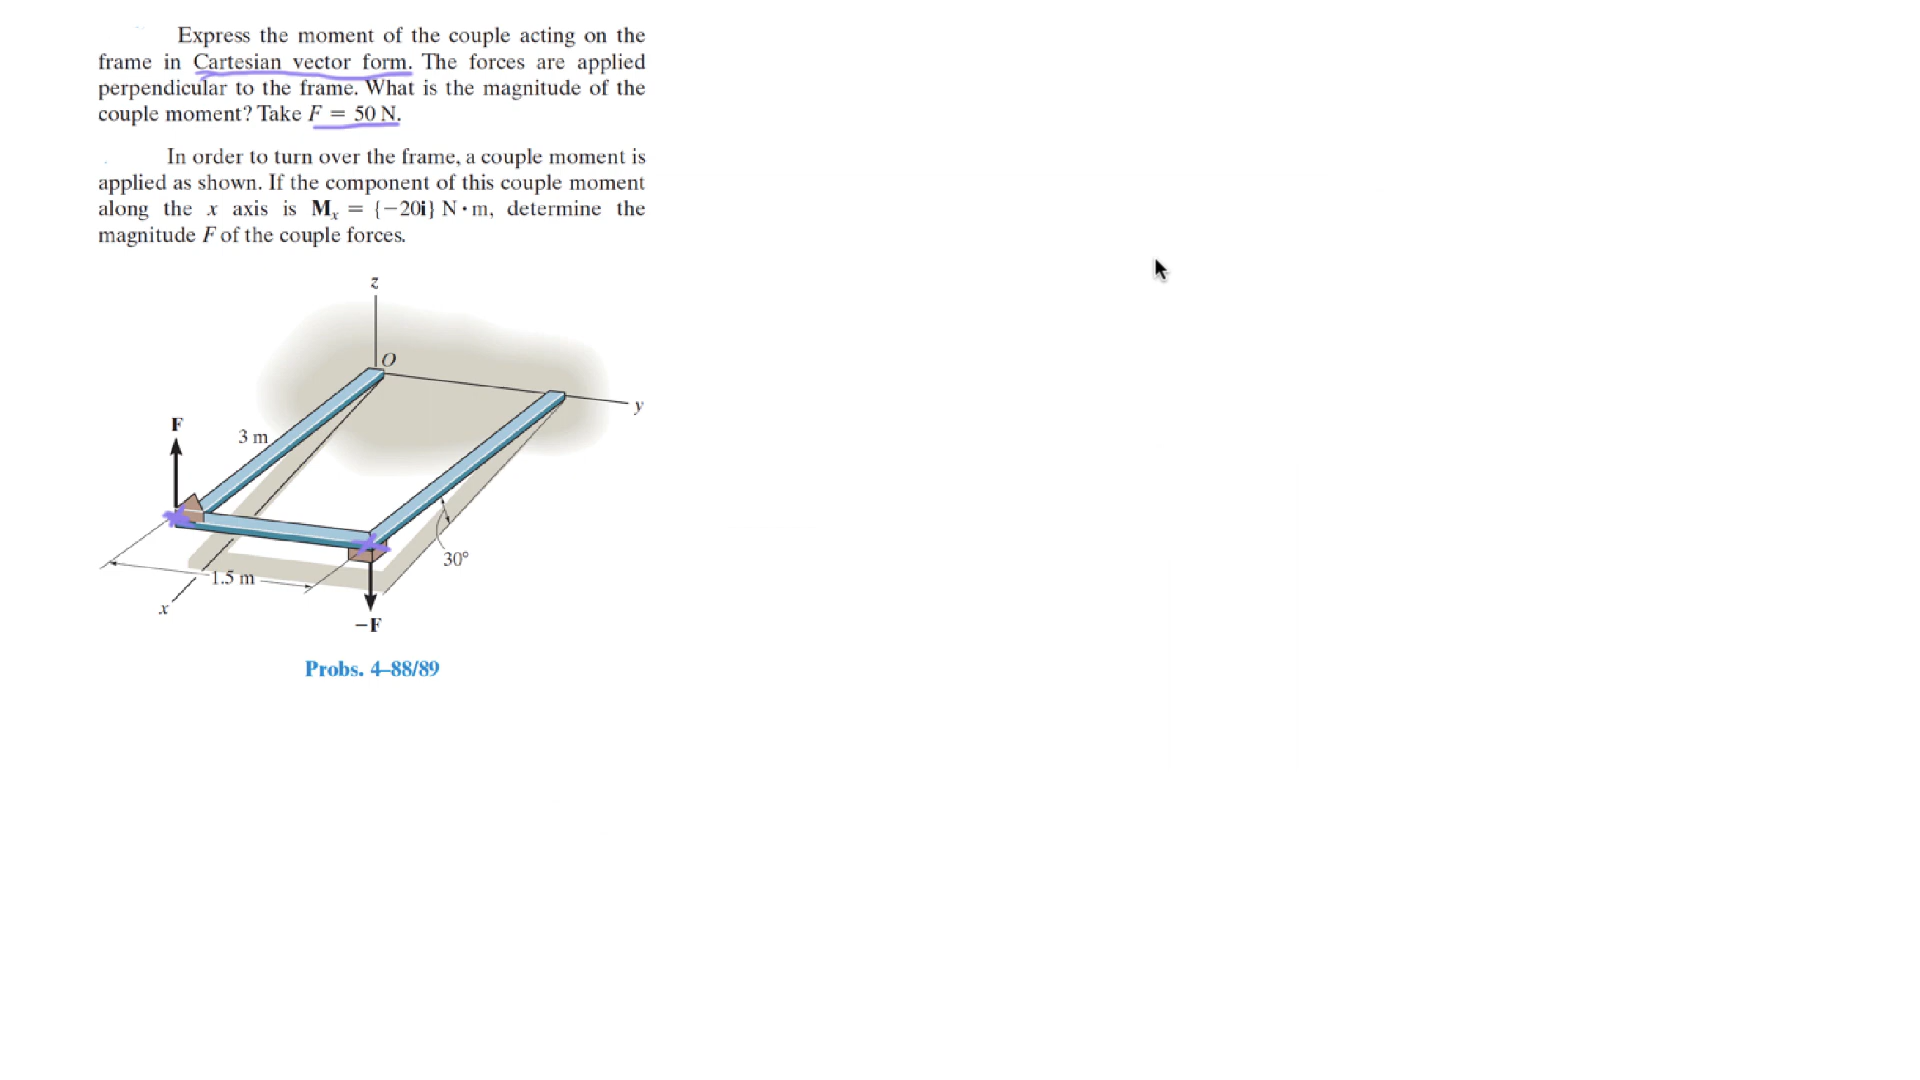 Express the moment of the couple acting on the
frame in Cartesian vector form. The forces are applied
perpendicular to the frame. What is the magnitude of the
couple moment? Take F = 50 N.
In order to turn over the frame, a couple moment is
applied as shown. If the component of this couple moment
along the x axis is Mₓ = {−20i} N · m, determine the
magnitude F of the couple forces.
z
O
y
F
3 m
30°
1.5 m
x
−F
Probs. 4–88/89